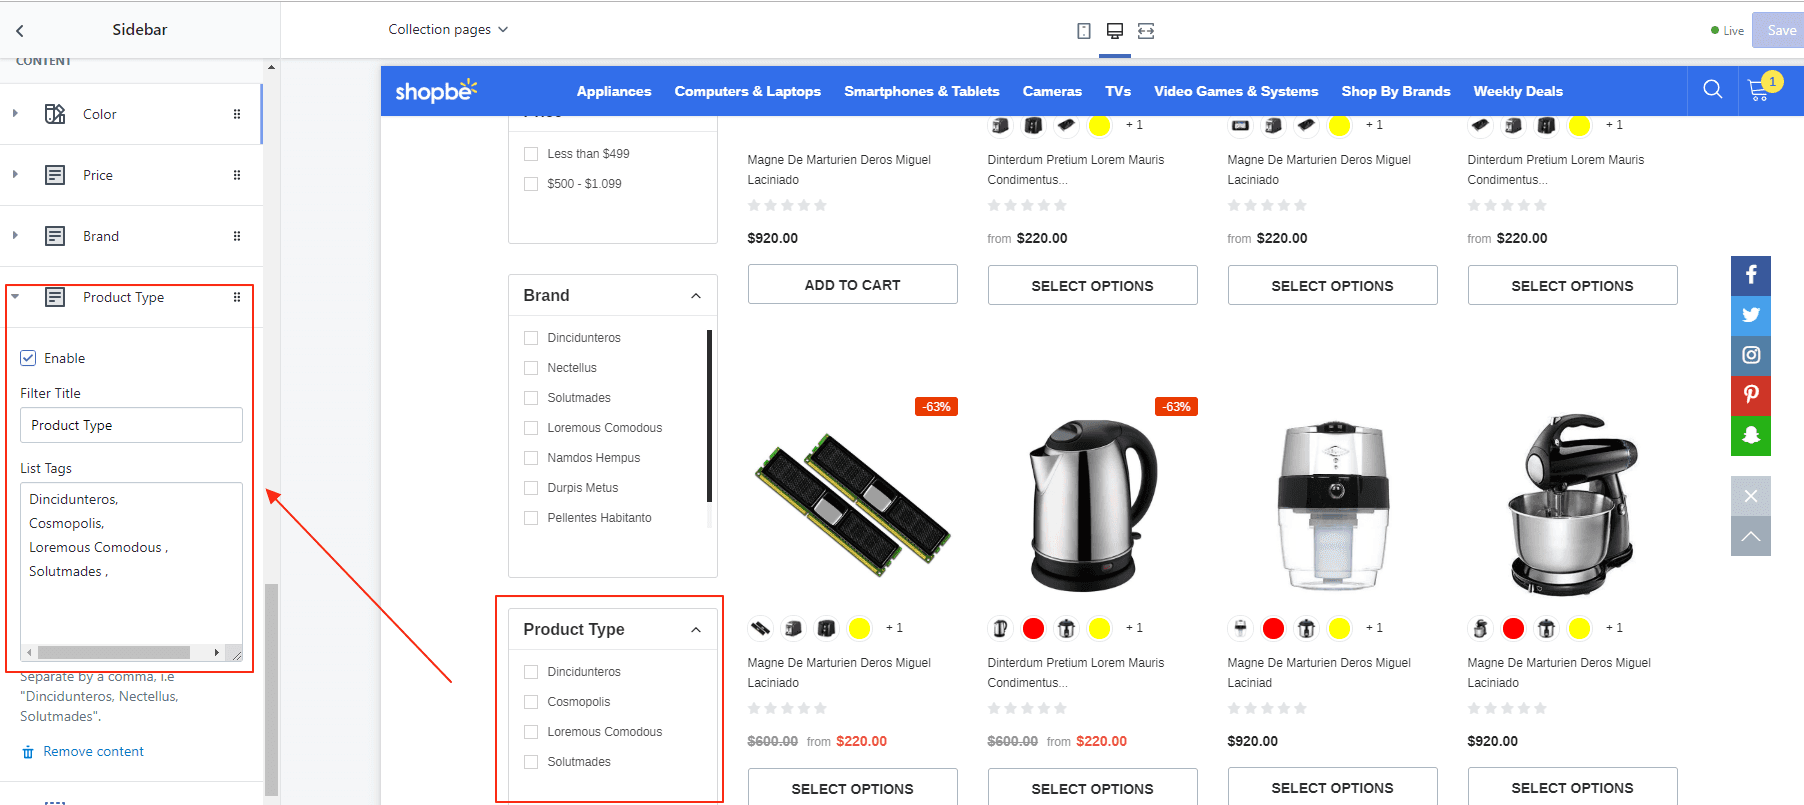 Sidebar
Collection pages
Live
Save
CONTENT
Color
Price
Brand
Product Type
Enable
Filter Title
Product Type
List Tags
Dincidunteros,
Cosmopolis,
Loremous Comodous ,
Solutmades ,
Separate by a comma, i.e
"Dincidunteros, Nectellus,
Solutmades".
Remove content
shopbe
Appliances
Computers & Laptops
Smartphones & Tablets
Cameras
TVs
Video Games & Systems
Shop By Brands
Weekly Deals
1
Price
Less than $499
$500 - $1.099
Brand
Dincidunteros
Nectellus
Solutmades
Loremous Comodous
Namdos Hempus
Durpis Metus
Pellentes Habitanto
Product Type
Dincidunteros
Cosmopolis
Loremous Comodous
Solutmades
+ 1
+ 1
+ 1
Magne De Marturien Deros Miguel
Laciniado
$920.00
ADD TO CART
Dinterdum Pretium Lorem Mauris
Condimentus...
from $220.00
SELECT OPTIONS
Magne De Marturien Deros Miguel
Laciniado
from $220.00
SELECT OPTIONS
Dinterdum Pretium Lorem Mauris
Condimentus...
from $220.00
SELECT OPTIONS
-63%
+ 1
Magne De Marturien Deros Miguel
Laciniado
$600.00 from $220.00
SELECT OPTIONS
-63%
+ 1
Dinterdum Pretium Lorem Mauris
Condimentus...
$600.00 from $220.00
SELECT OPTIONS
+ 1
Magne De Marturien Deros Miguel
Laciniad
$920.00
SELECT OPTIONS
+ 1
Magne De Marturien Deros Miguel
Laciniado
$920.00
SELECT OPTIONS